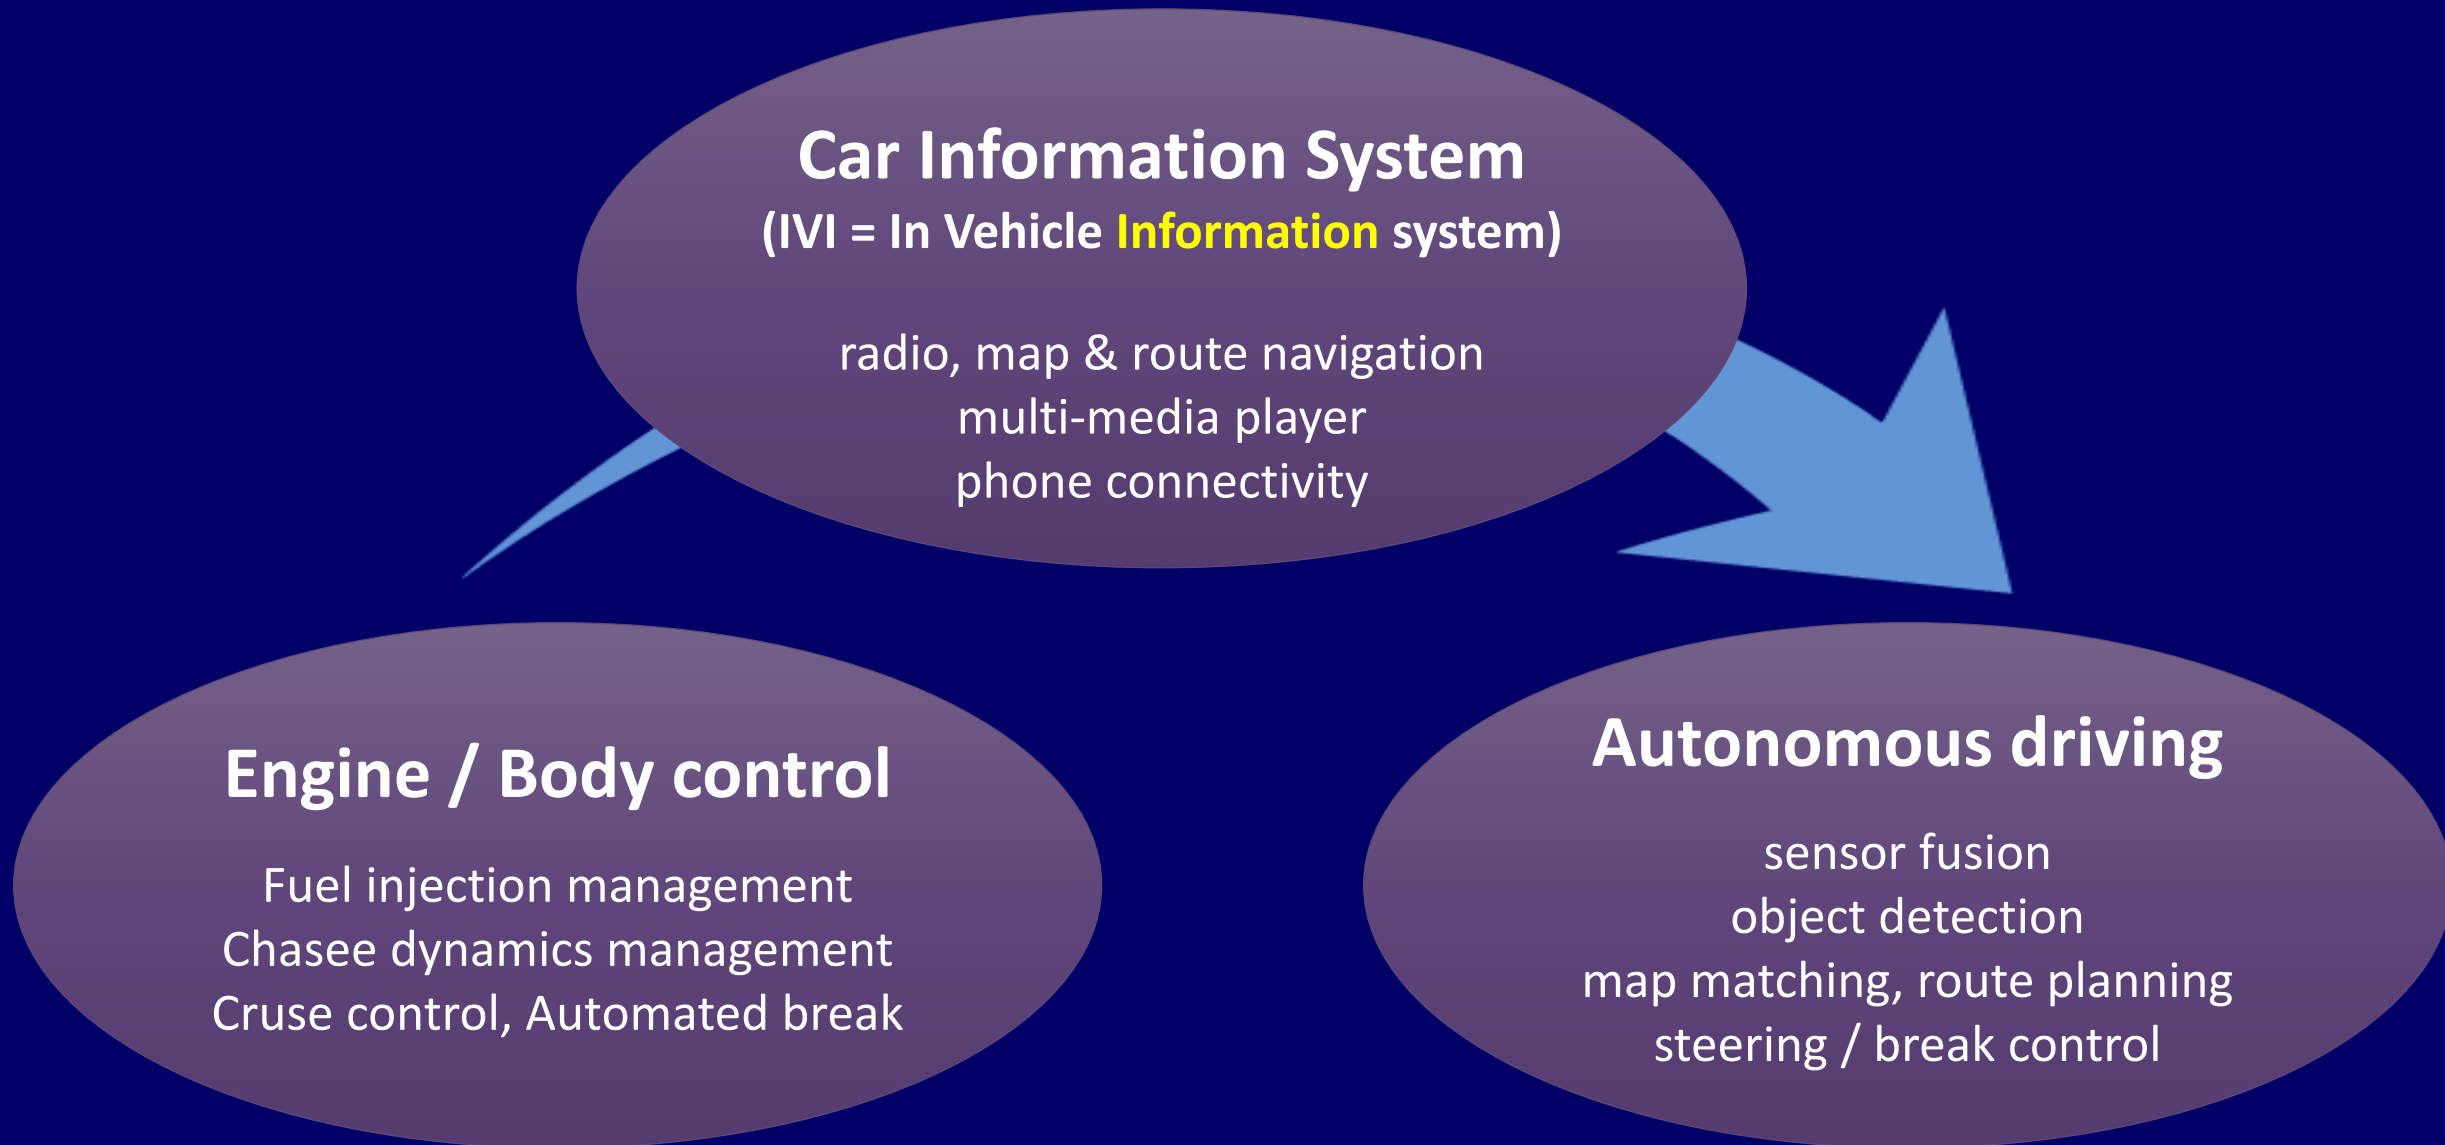 Car Information System
(IVI = In Vehicle Information system)
radio, map & route navigation
multi-media player
phone connectivity
Engine / Body control
Fuel injection management
Chasee dynamics management
Cruse control, Automated break
Autonomous driving
sensor fusion
object detection
map matching, route planning
steering / break control